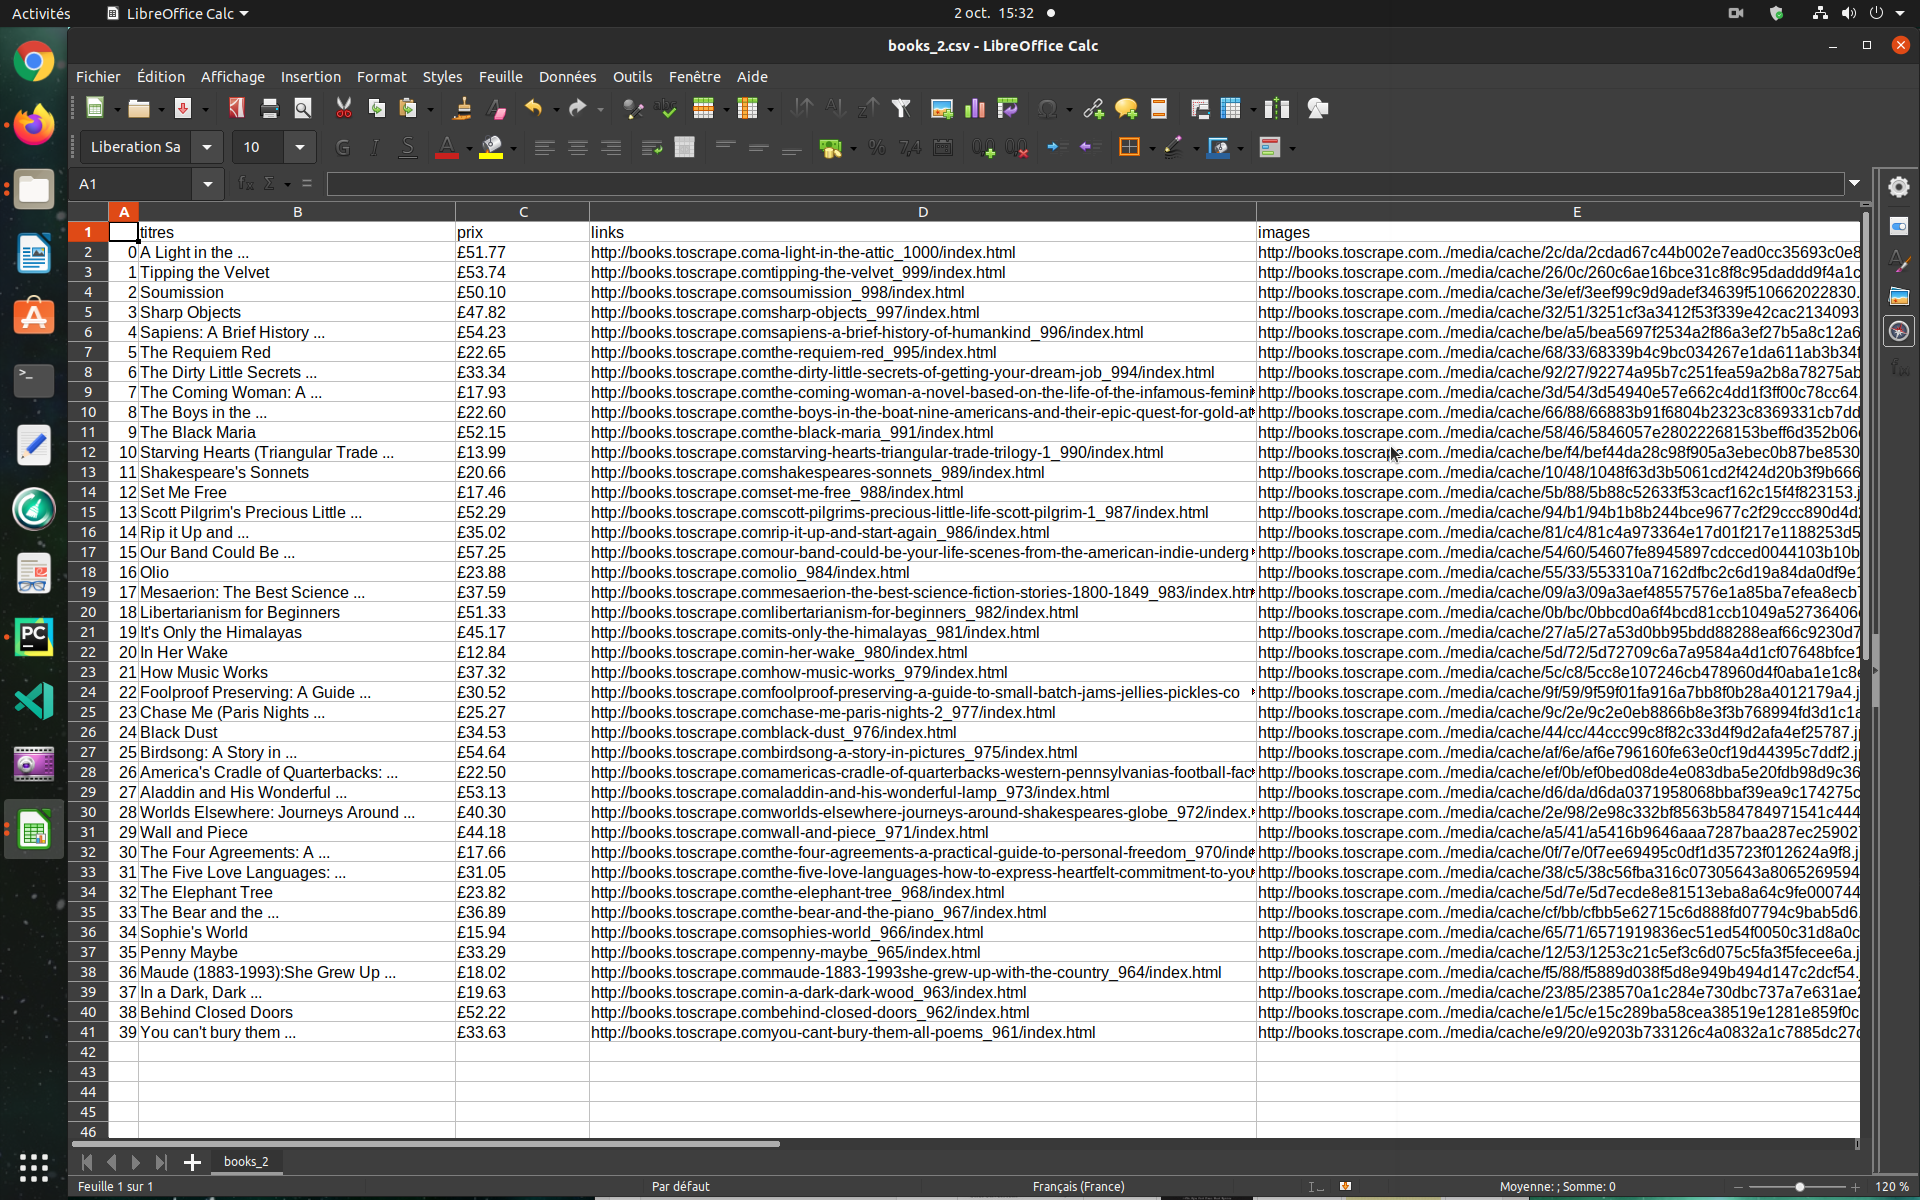 Activités LibreOffice Calc 2 oct. 15:32
books_2.csv - LibreOffice Calc
Fichier Édition Affichage Insertion Format Styles Feuille Données Outils Fenêtre Aide
Liberation Sa 10
A1
A B C D E
1 titres prix links images
2 0 A Light in the ... £51.77 http://books.toscrape.coma-light-in-the-attic_1000/index.html http://books.toscrape.com../media/cache/2c/da/2cdad67c44b002e7ead0cc35693c0e8
3 1 Tipping the Velvet £53.74 http://books.toscrape.comtipping-the-velvet_999/index.html http://books.toscrape.com../media/cache/26/0c/260c6ae16bce31c8f8c95daddd9f4a1c
4 2 Soumission £50.10 http://books.toscrape.comsoumission_998/index.html http://books.toscrape.com../media/cache/3e/ef/3eef99c9d9adef34639f510662022830.
5 3 Sharp Objects £47.82 http://books.toscrape.comsharp-objects_997/index.html http://books.toscrape.com../media/cache/32/51/3251cf3a3412f53f339e42cac2134093
6 4 Sapiens: A Brief History ... £54.23 http://books.toscrape.comsapiens-a-brief-history-of-humankind_996/index.html http://books.toscrape.com../media/cache/be/a5/bea5697f2534a2f86a3ef27b5a8c12a6
7 5 The Requiem Red £22.65 http://books.toscrape.comthe-requiem-red_995/index.html http://books.toscrape.com../media/cache/68/33/68339b4c9bc034267e1da611ab3b34f
8 6 The Dirty Little Secrets ... £33.34 http://books.toscrape.comthe-dirty-little-secrets-of-getting-your-dream-job_994/index.html http://books.toscrape.com../media/cache/92/27/92274a95b7c251fea59a2b8a78275ab
9 7 The Coming Woman: A ... £17.93 http://books.toscrape.comthe-coming-woman-a-novel-based-on-the-life-of-the-infamous-femini http://books.toscrape.com../media/cache/3d/54/3d54940e57e662c4dd1f3ff00c78cc64.
10 8 The Boys in the ... £22.60 http://books.toscrape.comthe-boys-in-the-boat-nine-americans-and-their-epic-quest-for-gold-at http://books.toscrape.com../media/cache/66/88/66883b91f6804b2323c8369331cb7dd
11 9 The Black Maria £52.15 http://books.toscrape.comthe-black-maria_991/index.html http://books.toscrape.com../media/cache/58/46/5846057e28022268153beff6d352b06
12 10 Starving Hearts (Triangular Trade ... £13.99 http://books.toscrape.comstarving-hearts-triangular-trade-trilogy-1_990/index.html http://books.toscrape.com../media/cache/be/f4/bef44da28c98f905a3ebec0b87be8530
13 11 Shakespeare's Sonnets £20.66 http://books.toscrape.comshakespeares-sonnets_989/index.html http://books.toscrape.com../media/cache/10/48/1048f63d3b5061cd2f424d20b3f9b666
14 12 Set Me Free £17.46 http://books.toscrape.comset-me-free_988/index.html http://books.toscrape.com../media/cache/5b/88/5b88c52633f53cacf162c15f4f823153.j
15 13 Scott Pilgrim's Precious Little ... £52.29 http://books.toscrape.comscott-pilgrims-precious-little-life-scott-pilgrim-1_987/index.html http://books.toscrape.com../media/cache/94/b1/94b1b8b244bce9677c2f29ccc890d4d
16 14 Rip it Up and ... £35.02 http://books.toscrape.comrip-it-up-and-start-again_986/index.html http://books.toscrape.com../media/cache/81/c4/81c4a973364e17d01f217e1188253d5
17 15 Our Band Could Be ... £57.25 http://books.toscrape.comour-band-could-be-your-life-scenes-from-the-american-indie-underg http://books.toscrape.com../media/cache/54/60/54607fe8945897cdcced0044103b10b
18 16 Olio £23.88 http://books.toscrape.comolio_984/index.html http://books.toscrape.com../media/cache/55/33/553310a7162dfbc2c6d19a84da0df9e1
19 17 Mesaerion: The Best Science ... £37.59 http://books.toscrape.commesaerion-the-best-science-fiction-stories-1800-1849_983/index.htm http://books.toscrape.com../media/cache/09/a3/09a3aef48557576e1a85ba7efea8ecb
20 18 Libertarianism for Beginners £51.33 http://books.toscrape.comlibertarianism-for-beginners_982/index.html http://books.toscrape.com../media/cache/0b/bc/0bbcd0a6f4bcd81ccb1049a52736406
21 19 It's Only the Himalayas £45.17 http://books.toscrape.comits-only-the-himalayas_981/index.html http://books.toscrape.com../media/cache/27/a5/27a53d0bb95bdd88288eaf66c9230d7
22 20 In Her Wake £12.84 http://books.toscrape.comin-her-wake_980/index.html http://books.toscrape.com../media/cache/5d/72/5d72709c6a7a9584a4d1cf07648bfce1
23 21 How Music Works £37.32 http://books.toscrape.comhow-music-works_979/index.html http://books.toscrape.com../media/cache/5c/c8/5cc8e107246cb478960d4f0aba1e1c8
24 22 Foolproof Preserving: A Guide ... £30.52 http://books.toscrape.comfoolproof-preserving-a-guide-to-small-batch-jams-jellies-pickles-co http://books.toscrape.com../media/cache/9f/59/9f59f01fa916a7bb8f0b28a4012179a4.j
25 23 Chase Me (Paris Nights ... £25.27 http://books.toscrape.comchase-me-paris-nights-2_977/index.html http://books.toscrape.com../media/cache/9c/2e/9c2e0eb8866b8e3f3b768994fd3d1c1a
26 24 Black Dust £34.53 http://books.toscrape.comblack-dust_976/index.html http://books.toscrape.com../media/cache/44/cc/44ccc99c8f82c33d4f9d2afa4ef25787.j
27 25 Birdsong: A Story in ... £54.64 http://books.toscrape.combirdsong-a-story-in-pictures_975/index.html http://books.toscrape.com../media/cache/af/6e/af6e796160fe63e0cf19d44395c7ddf2.j
28 26 America's Cradle of Quarterbacks: ... £22.50 http://books.toscrape.comamericas-cradle-of-quarterbacks-western-pennsylvanias-football-fac http://books.toscrape.com../media/cache/ef/0b/ef0bed08de4e083dba5e20fdb98d9c36
29 27 Aladdin and His Wonderful ... £53.13 http://books.toscrape.comaladdin-and-his-wonderful-lamp_973/index.html http://books.toscrape.com../media/cache/d6/da/d6da0371958068bbaf39ea9c174275c
30 28 Worlds Elsewhere: Journeys Around ... £40.30 http://books.toscrape.comworlds-elsewhere-journeys-around-shakespeares-globe_972/index. http://books.toscrape.com../media/cache/2e/98/2e98c332bf8563b584784971541c444
31 29 Wall and Piece £44.18 http://books.toscrape.comwall-and-piece_971/index.html http://books.toscrape.com../media/cache/a5/41/a5416b9646aaa7287baa287ec259027
32 30 The Four Agreements: A ... £17.66 http://books.toscrape.comthe-four-agreements-a-practical-guide-to-personal-freedom_970/inde http://books.toscrape.com../media/cache/0f/7e/0f7ee69495c0df1d35723f012624a9f8.j
33 31 The Five Love Languages: ... £31.05 http://books.toscrape.comthe-five-love-languages-how-to-express-heartfelt-commitment-to-you http://books.toscrape.com../media/cache/38/c5/38c56fba316c07305643a8065269594
34 32 The Elephant Tree £23.82 http://books.toscrape.comthe-elephant-tree_968/index.html http://books.toscrape.com../media/cache/5d/7e/5d7ecde8e81513eba8a64c9fe000744
35 33 The Bear and the ... £36.89 http://books.toscrape.comthe-bear-and-the-piano_967/index.html http://books.toscrape.com../media/cache/cf/bb/cfbb5e62715c6d888fd07794c9bab5d6.
36 34 Sophie's World £15.94 http://books.toscrape.comsophies-world_966/index.html http://books.toscrape.com../media/cache/65/71/6571919836ec51ed54f0050c31d8a0c
37 35 Penny Maybe £33.29 http://books.toscrape.compenny-maybe_965/index.html http://books.toscrape.com../media/cache/12/53/1253c21c5ef3c6d075c5fa3f5fecee6a.j
38 36 Maude (1883-1993):She Grew Up ... £18.02 http://books.toscrape.commaude-1883-1993she-grew-up-with-the-country_964/index.html http://books.toscrape.com../media/cache/f5/88/f5889d038f5d8e949b494d147c2dcf54.
39 37 In a Dark, Dark ... £19.63 http://books.toscrape.comin-a-dark-dark-wood_963/index.html http://books.toscrape.com../media/cache/23/85/238570a1c284e730dbc737a7e631ae2
40 38 Behind Closed Doors £52.22 http://books.toscrape.combehind-closed-doors_962/index.html http://books.toscrape.com../media/cache/e1/5c/e15c289ba58cea38519e1281e859f0c
41 39 You can't bury them ... £33.63 http://books.toscrape.comyou-cant-bury-them-all-poems_961/index.html http://books.toscrape.com../media/cache/e9/20/e9203b733126c4a0832a1c7885dc27c
42
43
44
45
46
books_2
Feuille 1 sur 1 Par défaut Français (France) Moyenne: ; Somme: 0 120 %